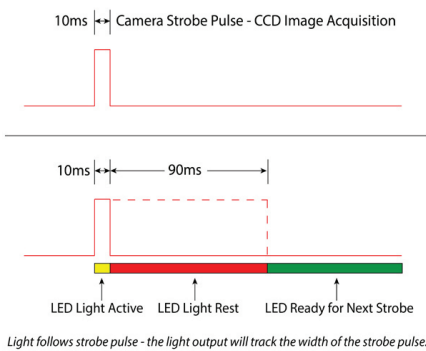 10ms Camera Strobe Pulse - CCD Image Acquisition
10ms 90ms
LED Light Active LED Light Rest LED Ready for Next Strobe
Light follows strobe pulse - the light output will track the width of the strobe pulse.